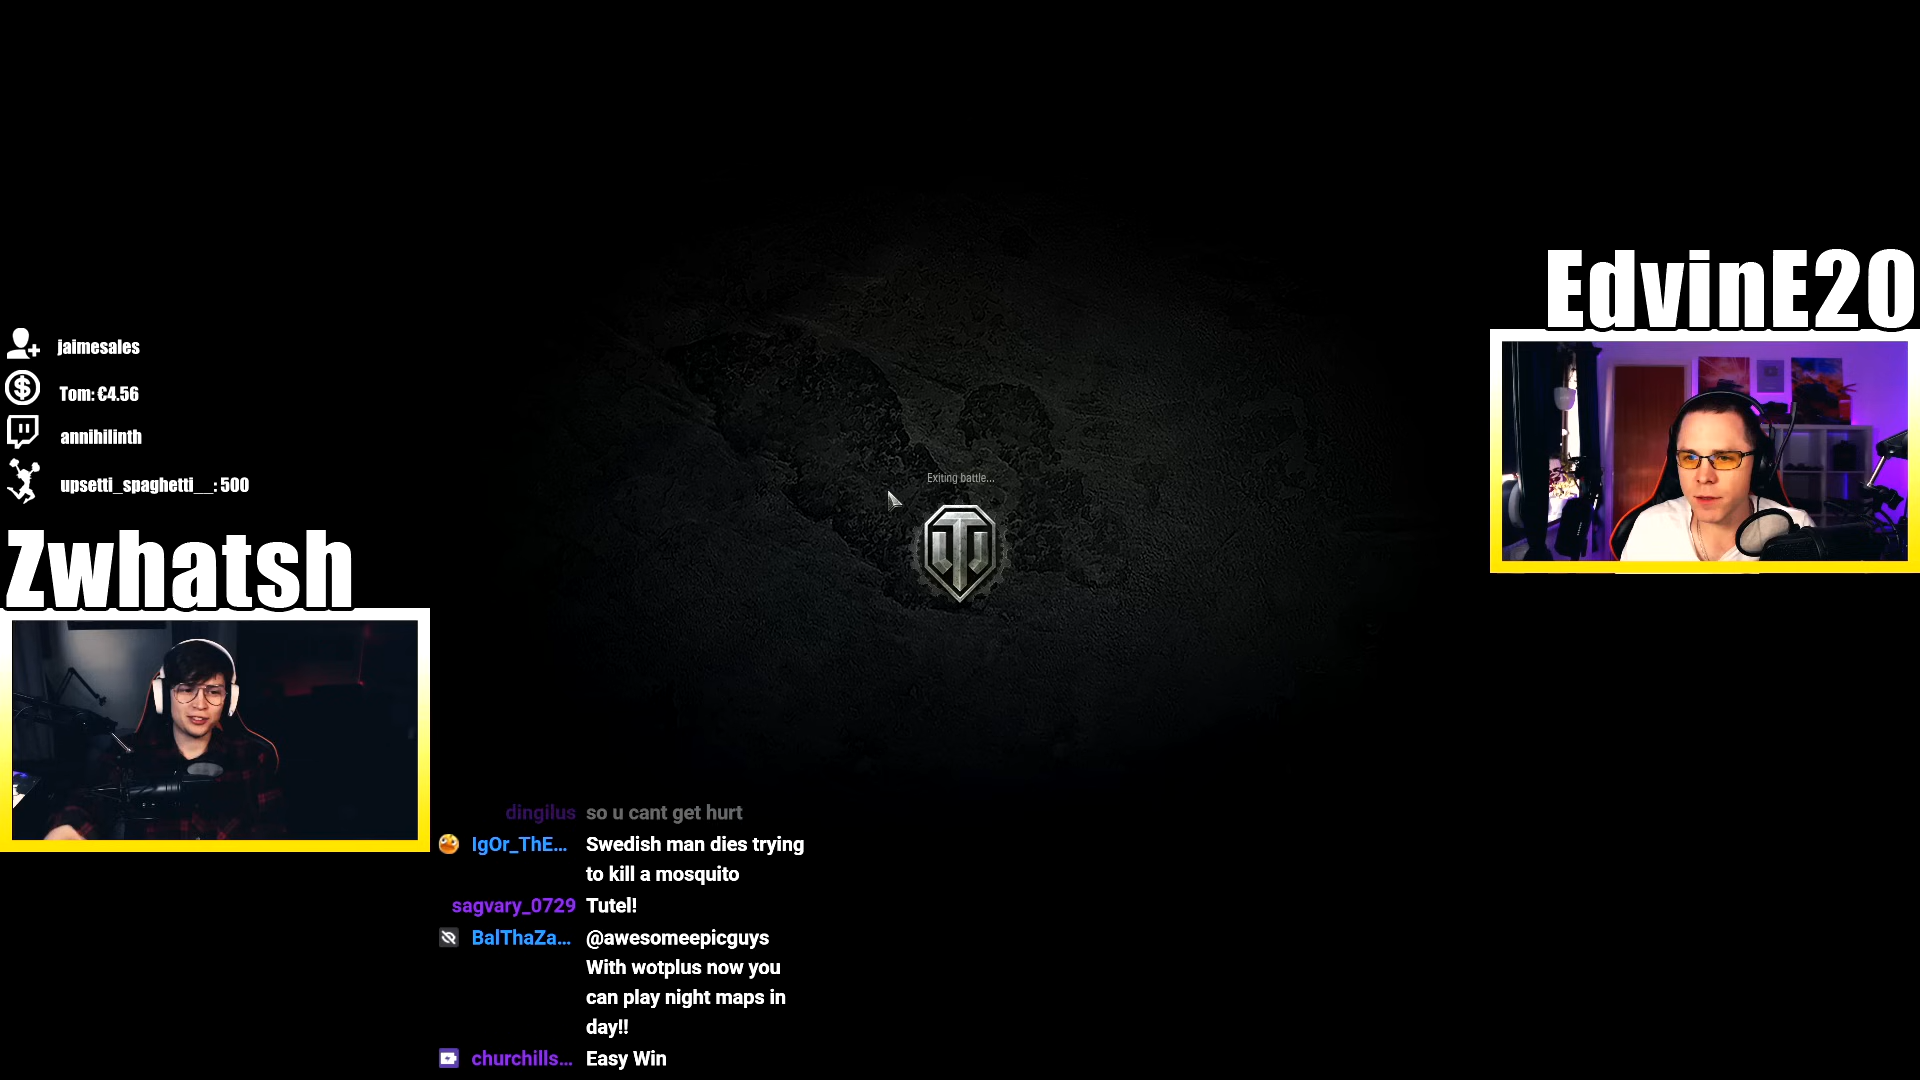 EdvinE20
jaimesales
Tom: €4.56
annihilinth
upsetti_spaghetti__: 500
Exiting battle...
Zwhatsh
dingilus so u cant get hurt
IgOr_ThE... Swedish man dies trying
to kill a mosquito
sagvary_0729 Tutel!
BalThaZa... @awesomeepicguys
With wotplus now you
can play night maps in
day!!
churchills... Easy Win